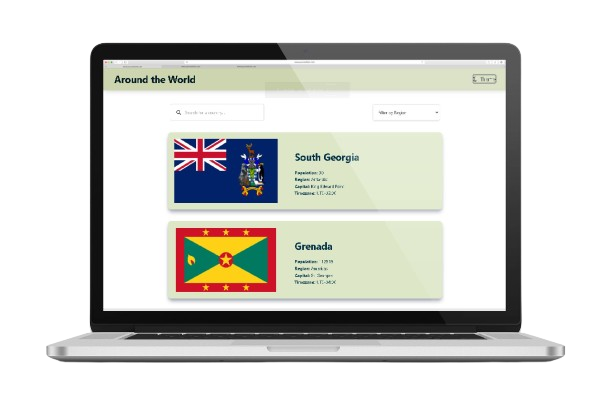 Around the World
Search for a country...
Filter by Region
South Georgia
Population: 30
Region: Antarctic
Capital: King Edward Point
Timezone: UTC-02:00
Grenada
Population:
Region: Americas
Capital: St. George's
Timezone: UTC-04:00